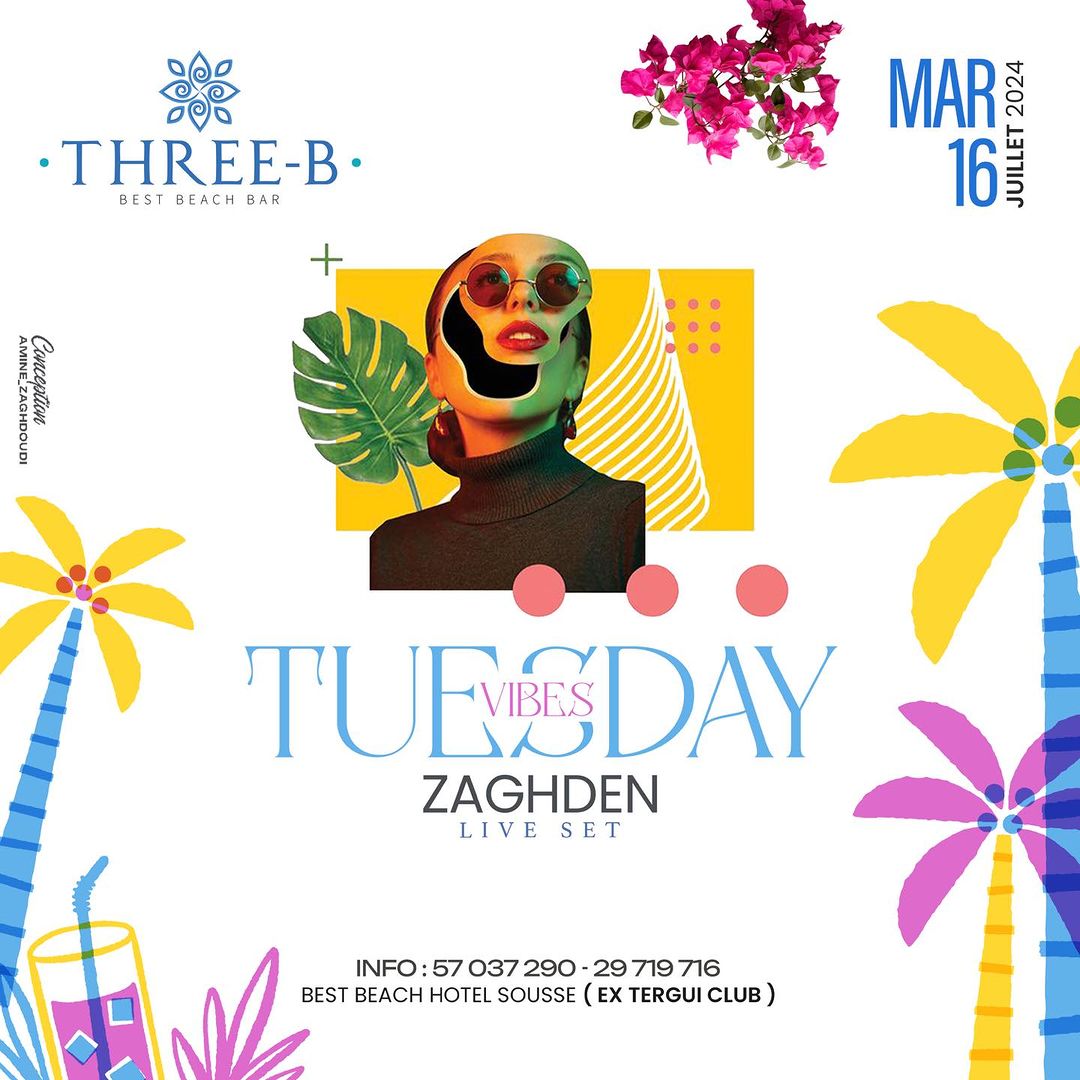 • THREE-B •
BEST BEACH BAR
MAR
16
JUILLET 2024
Conception
AMINE_ZAGHDOUDI
TUESDAY
VIBES
ZAGHDEN
LIVE SET
INFO : 57 037 290 - 29 719 716
BEST BEACH HOTEL SOUSSE ( EX TERGUI CLUB )